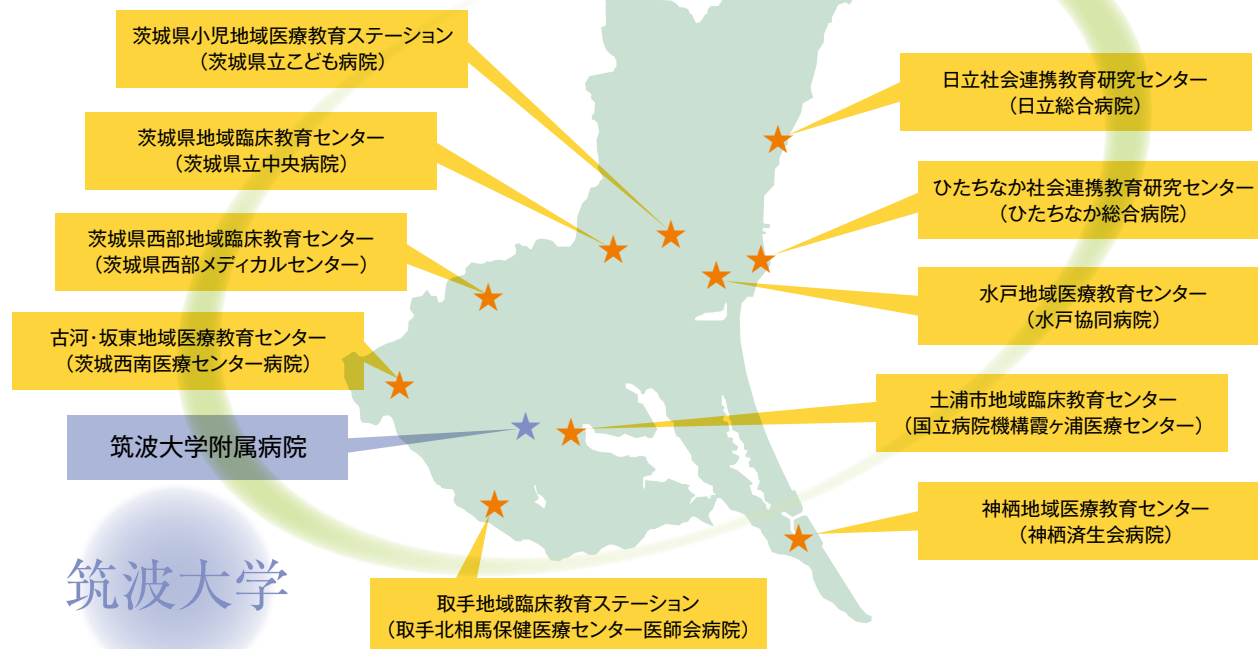 茨城県小児地域医療教育ステーション
（茨城県立こども病院）
茨城県地域臨床教育センター
（茨城県立中央病院）
茨城県西部地域臨床教育センター
（茨城県西部メディカルセンター）
古河・坂東地域医療教育センター
（茨城西南医療センター病院）
筑波大学附属病院
筑波大学
取手地域臨床教育ステーション
（取手北相馬保健医療センター医師会病院）
日立社会連携教育研究センター
（日立総合病院）
ひたちなか社会連携教育研究センター
（ひたちなか総合病院）
水戸地域医療教育センター
（水戸協同病院）
土浦市地域臨床教育センター
（国立病院機構霞ヶ浦医療センター）
神栖地域医療教育センター
（神栖済生会病院）